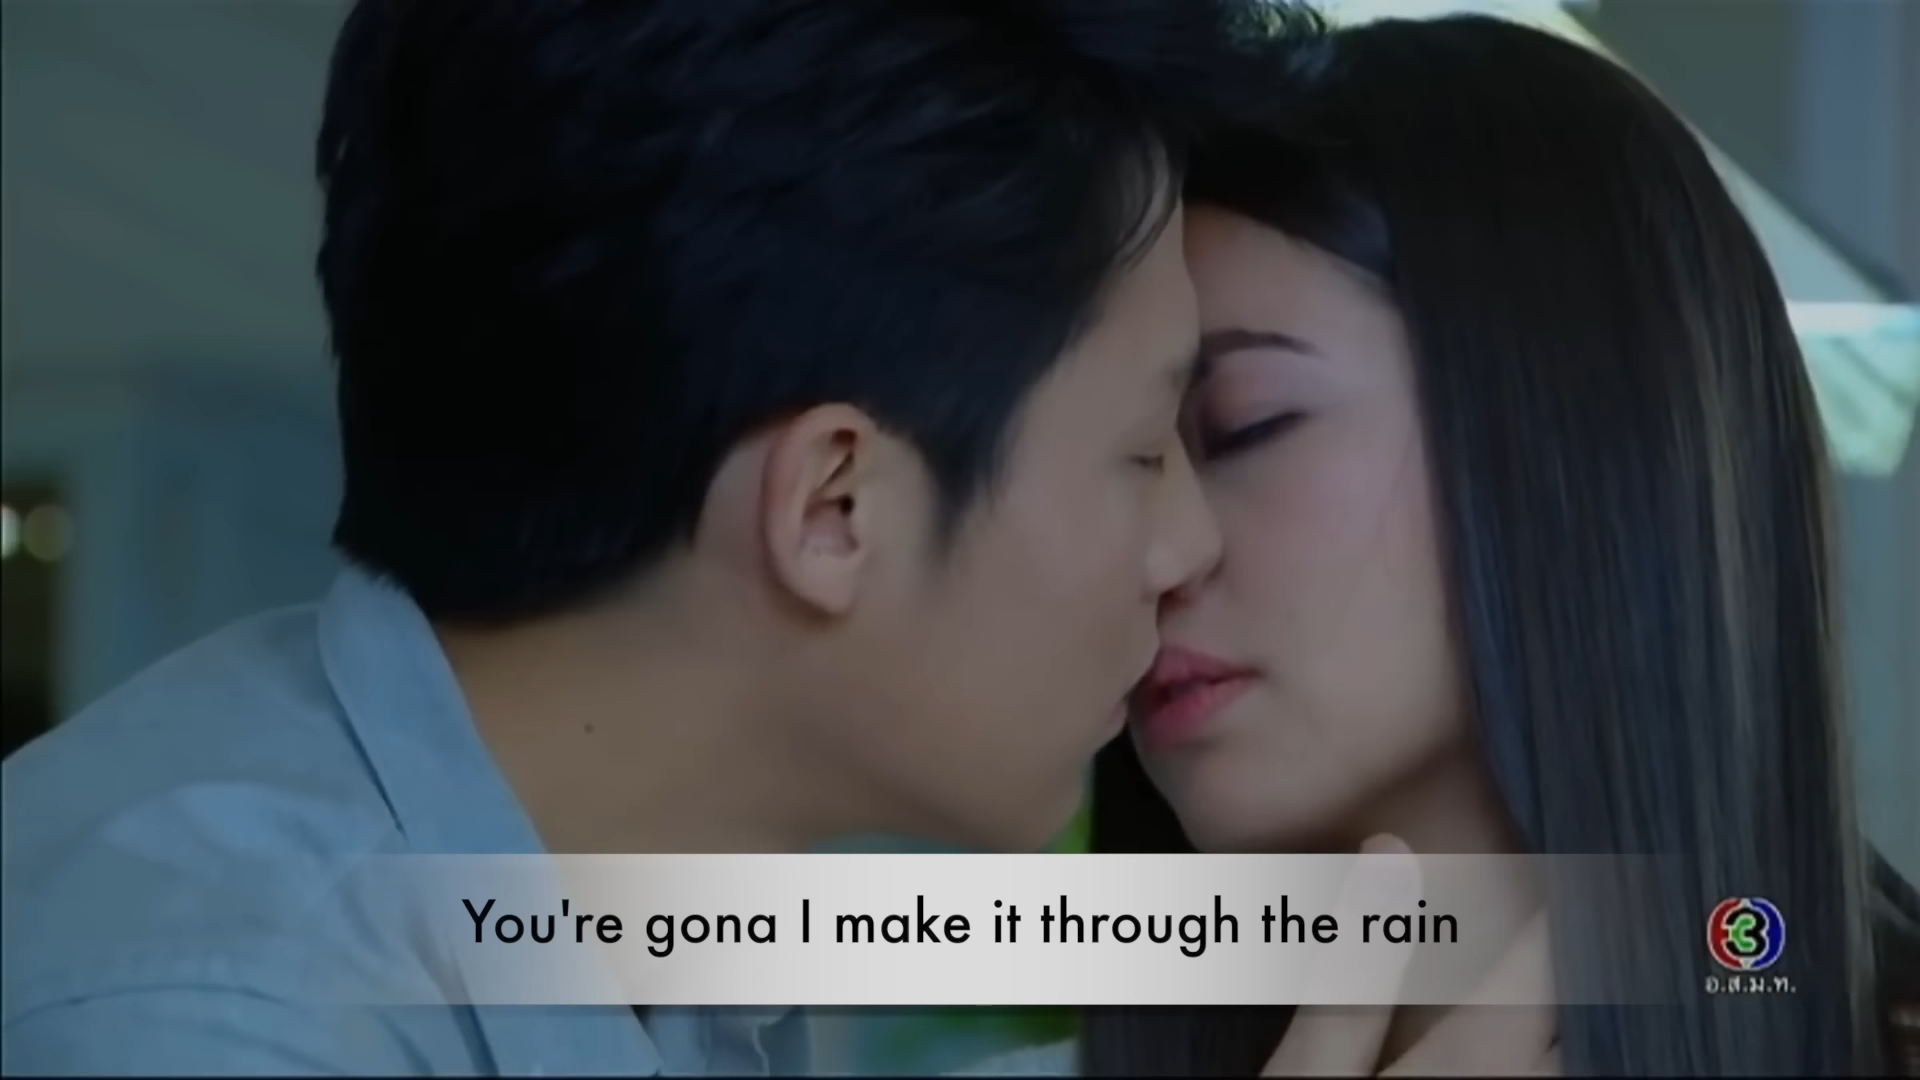 You're gona I make it through the rain
3
อ.ส.ม.ท.